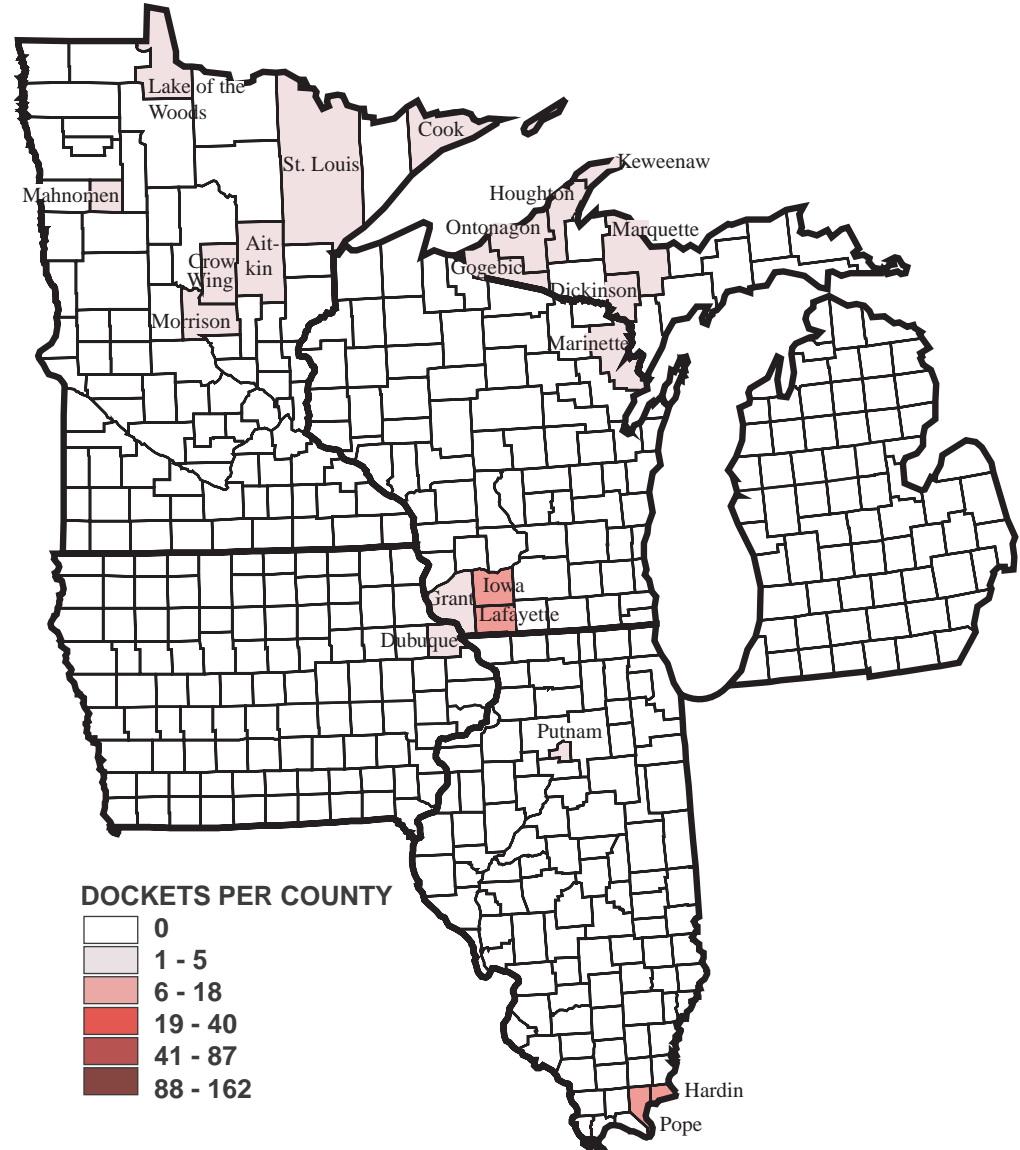 Lake of the
Woods
Cook
St. Louis
Keweenaw
Mahnomen
Houghton
Ontonagon
Marquette
Ait-
kin
Crow
Wing
Gogebic
Dickinson
Morrison
Marinette
Iowa
Grant
Lafayette
Dubuque
Putnam
DOCKETS PER COUNTY
0
1 - 5
6 - 18
19 - 40
41 - 87
88 - 162
Hardin
Pope